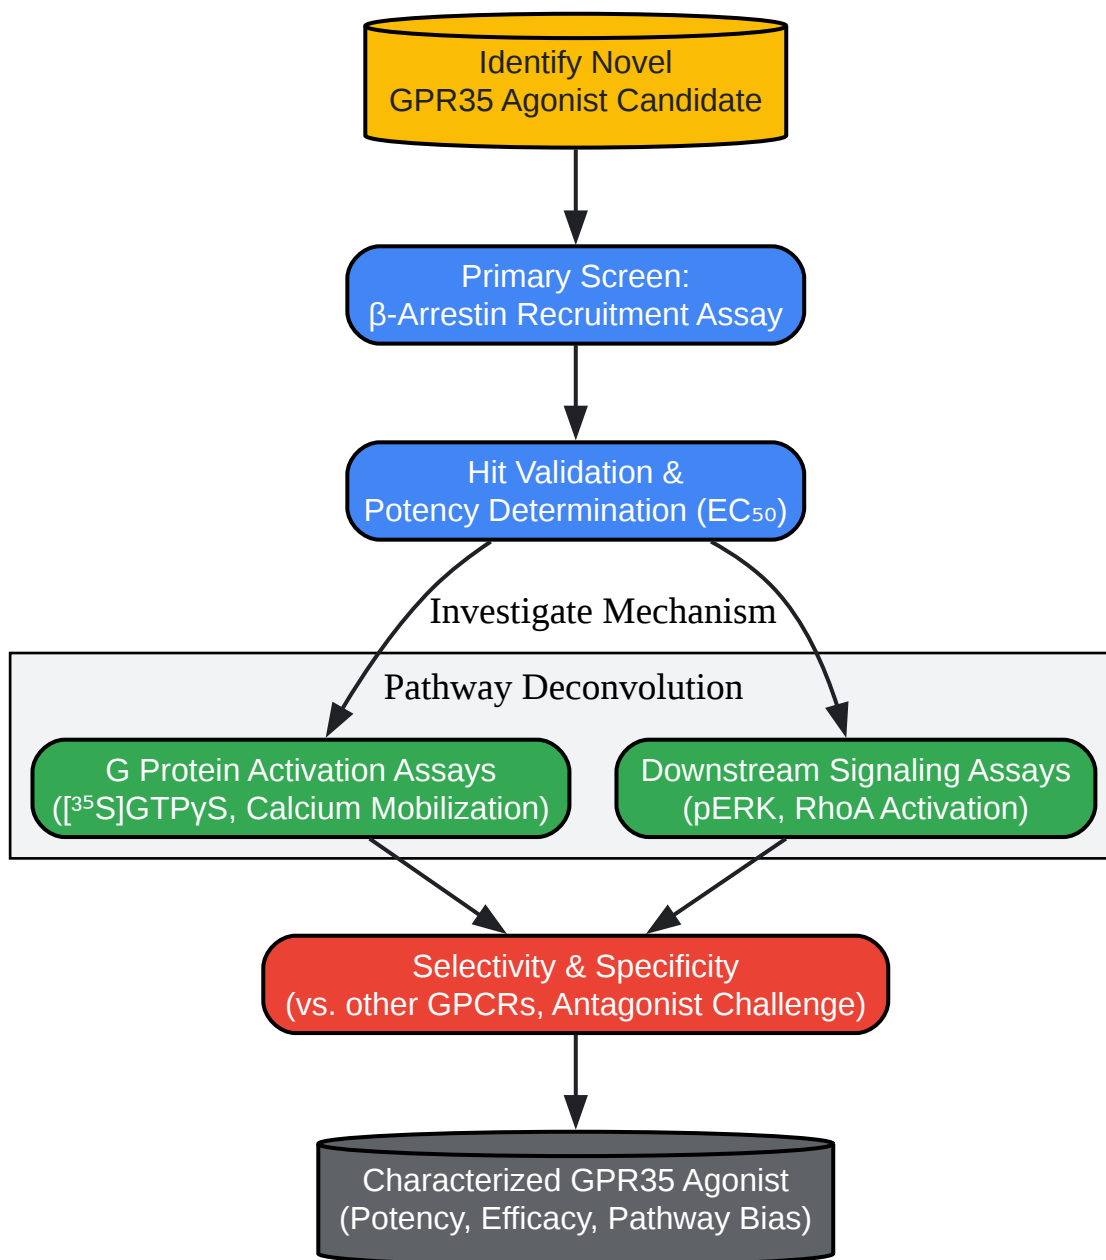 Identify Novel
GPR35 Agonist Candidate
Primary Screen:
β-Arrestin Recruitment Assay
Hit Validation &
Potency Determination (EC₅₀)
Investigate Mechanism
Pathway Deconvolution
G Protein Activation Assays
([³⁵S]GTPγS, Calcium Mobilization)
Downstream Signaling Assays
(pERK, RhoA Activation)
Selectivity & Specificity
(vs. other GPCRs, Antagonist Challenge)
Characterized GPR35 Agonist
(Potency, Efficacy, Pathway Bias)